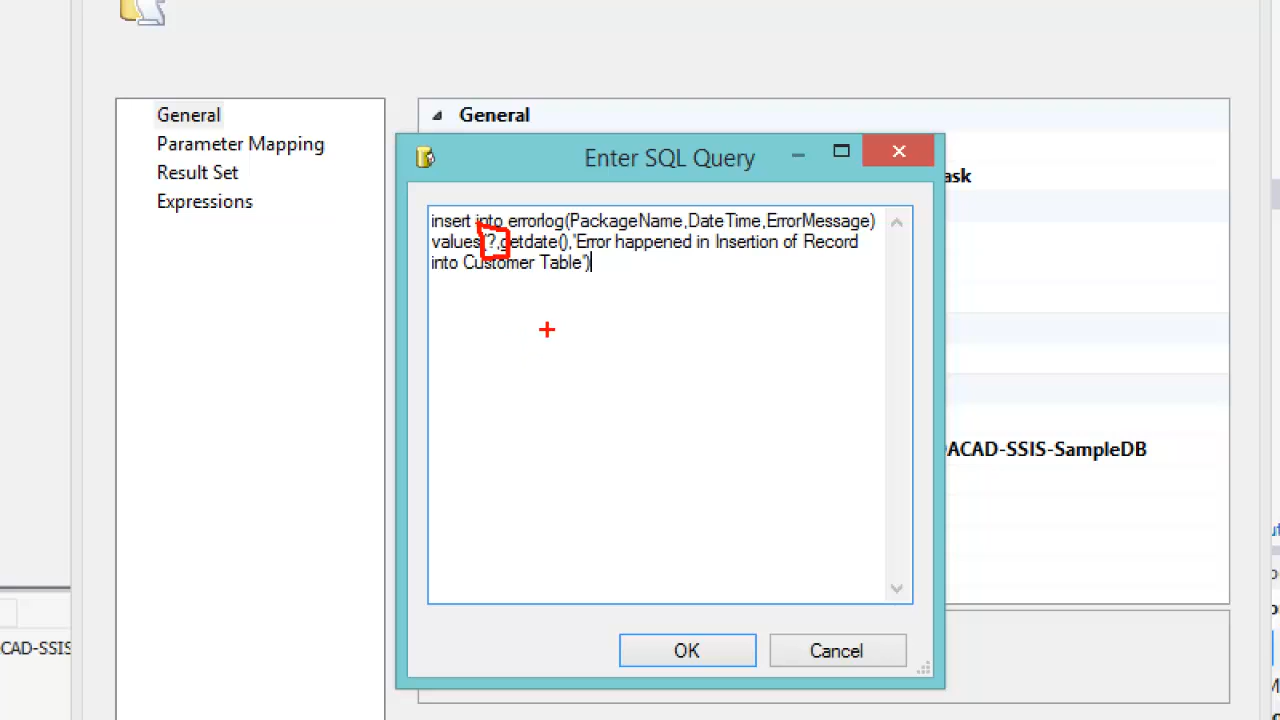 General
Parameter Mapping
Result Set
Expressions
General
Enter SQL Query
ask
insert into errorlog(PackageName,DateTime,ErrorMessage)
values(?,getdate(),'Error happened in Insertion of Record
into Customer Table')
ACAD-SSIS-SampleDB
OK
Cancel
CAD-SSIS